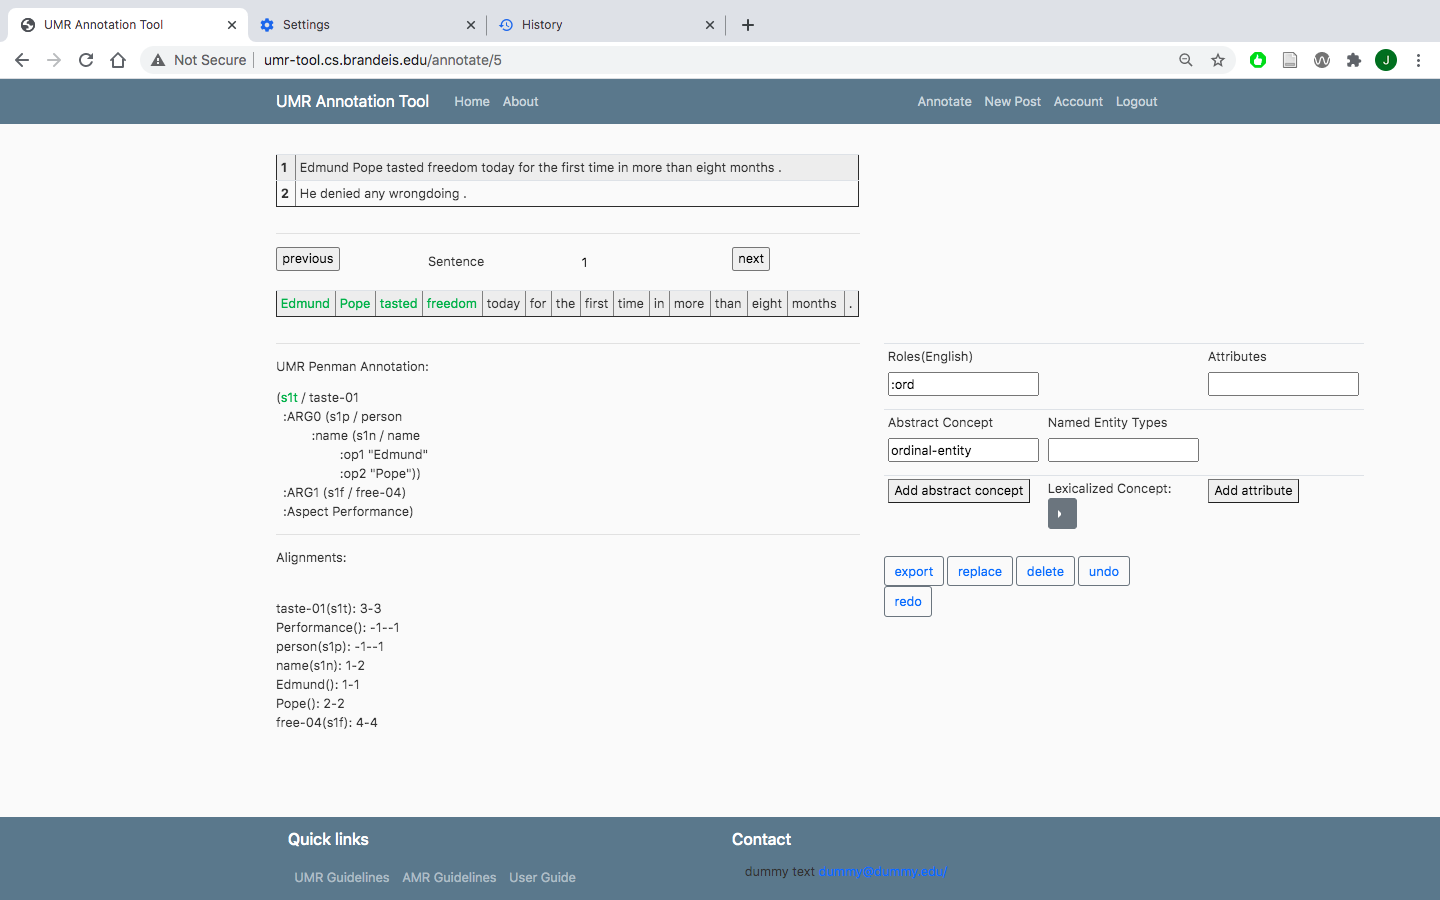 UMR Annotation Tool
Settings
History
Not Secure
umr-tool.cs.brandeis.edu/annotate/5
J
UMR Annotation Tool Home About Annotate New Post Account Logout
1 Edmund Pope tasted freedom today for the first time in more than eight months .
2 He denied any wrongdoing .
previous Sentence 1 next
Edmund Pope tasted freedom today for the first time in more than eight months .
UMR Penman Annotation:
(s1t / taste-01
:ARG0 (s1p / person
:name (s1n / name
:op1 "Edmund"
:op2 "Pope"))
:ARG1 (s1f / free-04)
:Aspect Performance)
Alignments:
taste-01(s1t): 3-3
Performance(): -1--1
person(s1p): -1--1
name(s1n): 1-2
Edmund(): 1-1
Pope(): 2-2
free-04(s1f): 4-4
Roles(English) Attributes
:ord
Abstract Concept Named Entity Types
ordinal-entity
Add abstract concept Lexicalized Concept: Add attribute
export replace delete undo
redo
Quick links
UMR Guidelines AMR Guidelines User Guide
Contact
dummy text dummy@dummy.edu/